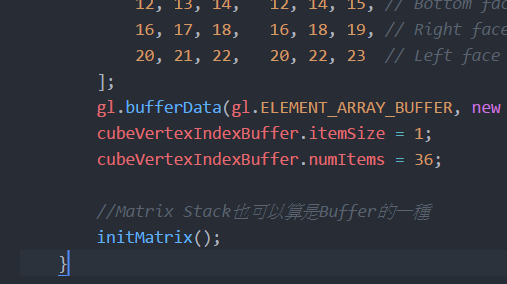 12, 13, 14, 12, 14, 15, // Bottom fac
16, 17, 18, 16, 18, 19, // Right face
20, 21, 22, 20, 22, 23 // Left face
];
gl.bufferData(gl.ELEMENT_ARRAY_BUFFER, new
cubeVertexIndexBuffer.itemSize = 1;
cubeVertexIndexBuffer.numItems = 36;
//Matrix Stack也可以算是Buffer的一種
initMatrix();
}